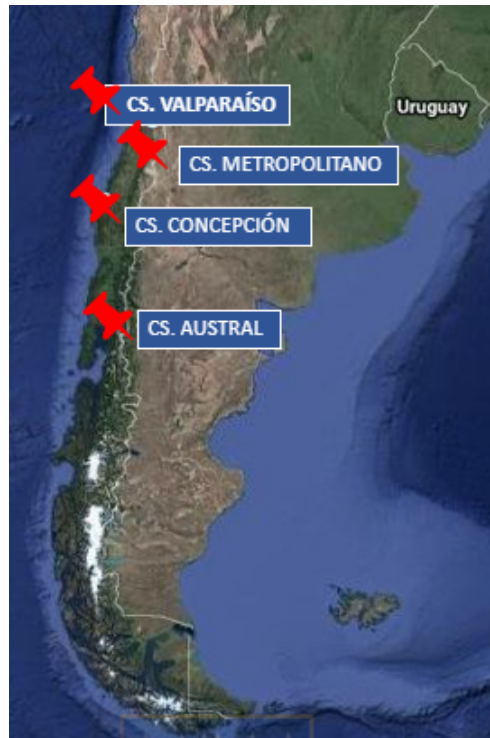 CS. VALPARAÍSO
Uruguay
CS. METROPOLITANO
CS. CONCEPCIÓN
CS. AUSTRAL